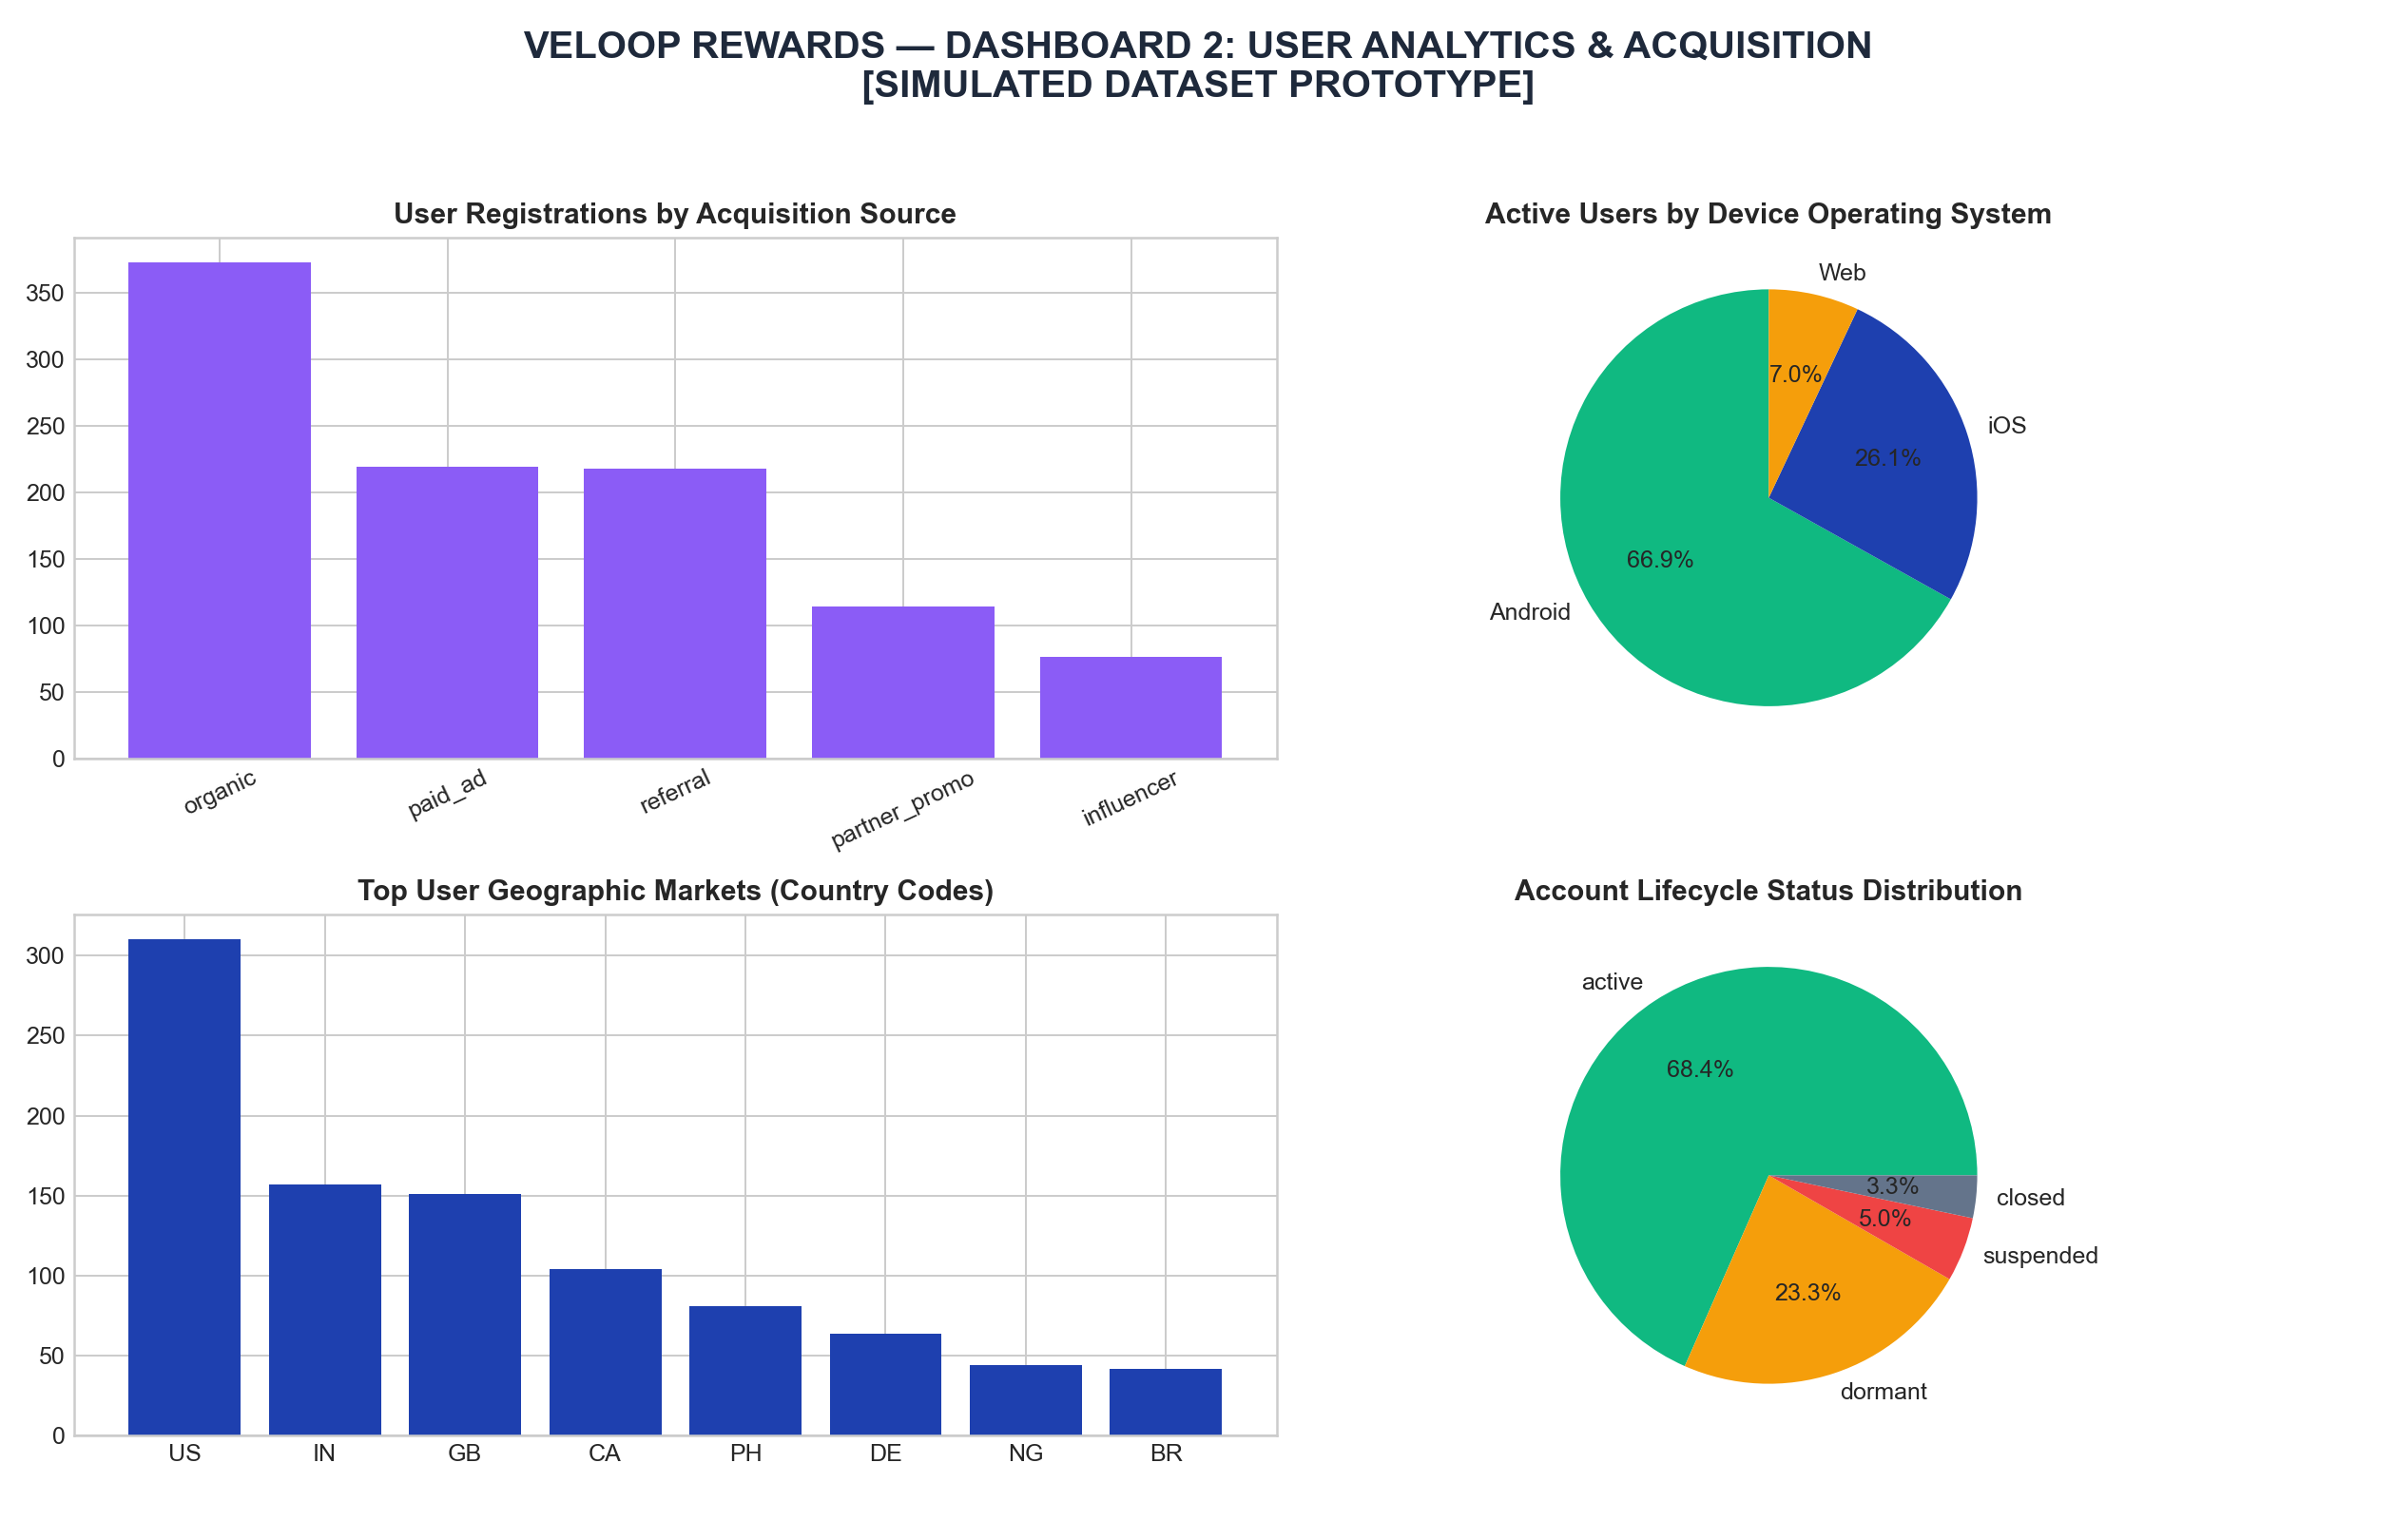 VELOOP REWARDS — DASHBOARD 2: USER ANALYTICS & ACQUISITION
[SIMULATED DATASET PROTOTYPE]
User Registrations by Acquisition Source
350
300
250
200
150
100
50
0
organic
paid_ad
referral
partner_promo
influencer
Active Users by Device Operating System
Web
7.0%
iOS
26.1%
66.9%
Android
Top User Geographic Markets (Country Codes)
300
250
200
150
100
50
0
US
IN
GB
CA
PH
DE
NG
BR
Account Lifecycle Status Distribution
active
68.4%
3.3%
closed
5.0%
suspended
23.3%
dormant